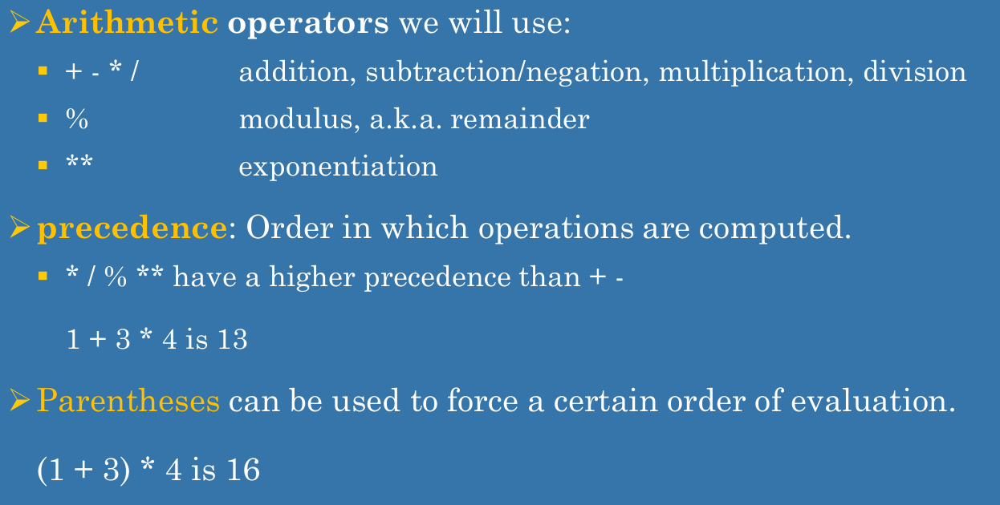 ➢Arithmetic operators we will use:
▪ + - * / addition, subtraction/negation, multiplication, division
▪ % modulus, a.k.a. remainder
▪ ** exponentiation
➢precedence: Order in which operations are computed.
▪ * / % ** have a higher precedence than + -
1 + 3 * 4 is 13
➢Parentheses can be used to force a certain order of evaluation.
(1 + 3) * 4 is 16